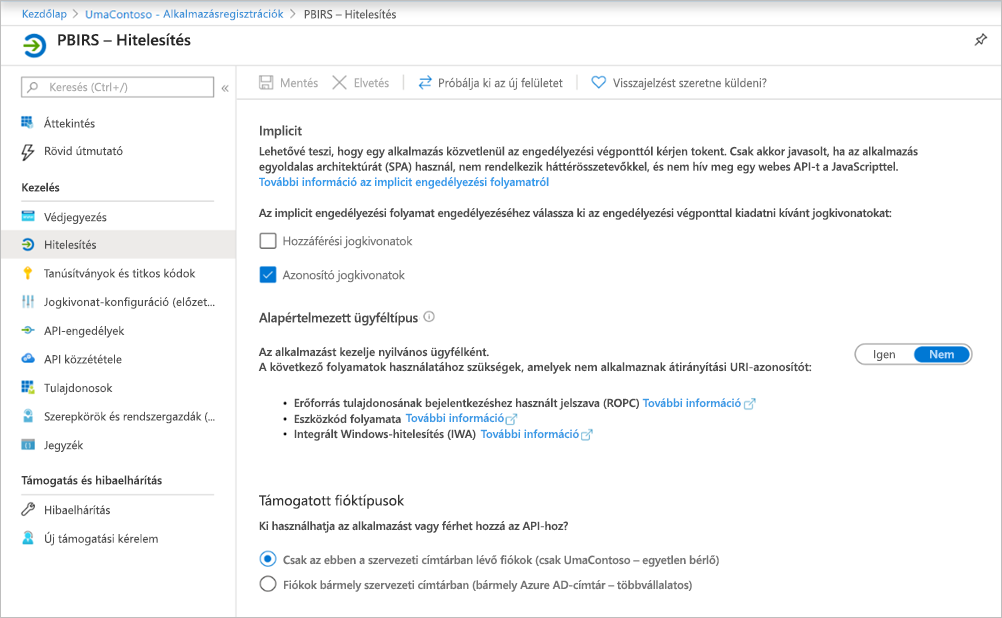 Kezdőlap > UmaContoso - Alkalmazásregisztrációk > PBIRS – Hitelesítés
PBIRS – Hitelesítés
Keresés (Ctrl+/)
«
Áttekintés
Rövid útmutató
Kezelés
Védjegyezés
Hitelesítés
Tanúsítványok és titkos kódok
Jogkivonat-konfiguráció (előzet...
API-engedélyek
API közzététele
Tulajdonosok
Szerepkörök és rendszergazdák (...
Jegyzék
Támogatás és hibaelhárítás
Hibaelhárítás
Új támogatási kérelem
Mentés
Elvetés
Próbálja ki az új felületet
Visszajelzést szeretne küldeni?
Implicit
Lehetővé teszi, hogy egy alkalmazás közvetlenül az engedélyezési végponttól kérjen tokent. Csak akkor javasolt, ha az alkalmazás
egyoldalas architektúrát (SPA) használ, nem rendelkezik háttérösszetevőkkel, és nem hív meg egy webes API-t a JavaScripttel.
További információ az implicit engedélyezési folyamatról
Az implicit engedélyezési folyamat engedélyezéséhez válassza ki az engedélyezési végponttal kiadatni kívánt jogkivonatokat:
Hozzáférési jogkivonatok
Azonosító jogkivonatok
Alapértelmezett ügyféltípus
Az alkalmazást kezelje nyilvános ügyfélként.
A következő folyamatok használatához szükségek, amelyek nem alkalmaznak átirányítási URI-azonosítót:
Igen Nem
• Erőforrás tulajdonosának bejelentkezéshez használt jelszava (ROPC) További információ
• Eszközkód folyamata További információ
• Integrált Windows-hitelesítés (IWA) További információ
Támogatott fióktípusok
Ki használhatja az alkalmazást vagy férhet hozzá az API-hoz?
Csak az ebben a szervezeti címtárban lévő fiókok (csak UmaContoso – egyetlen bérlő)
Fiókok bármely szervezeti címtárban (bármely Azure AD-címtár – többvállalatos)